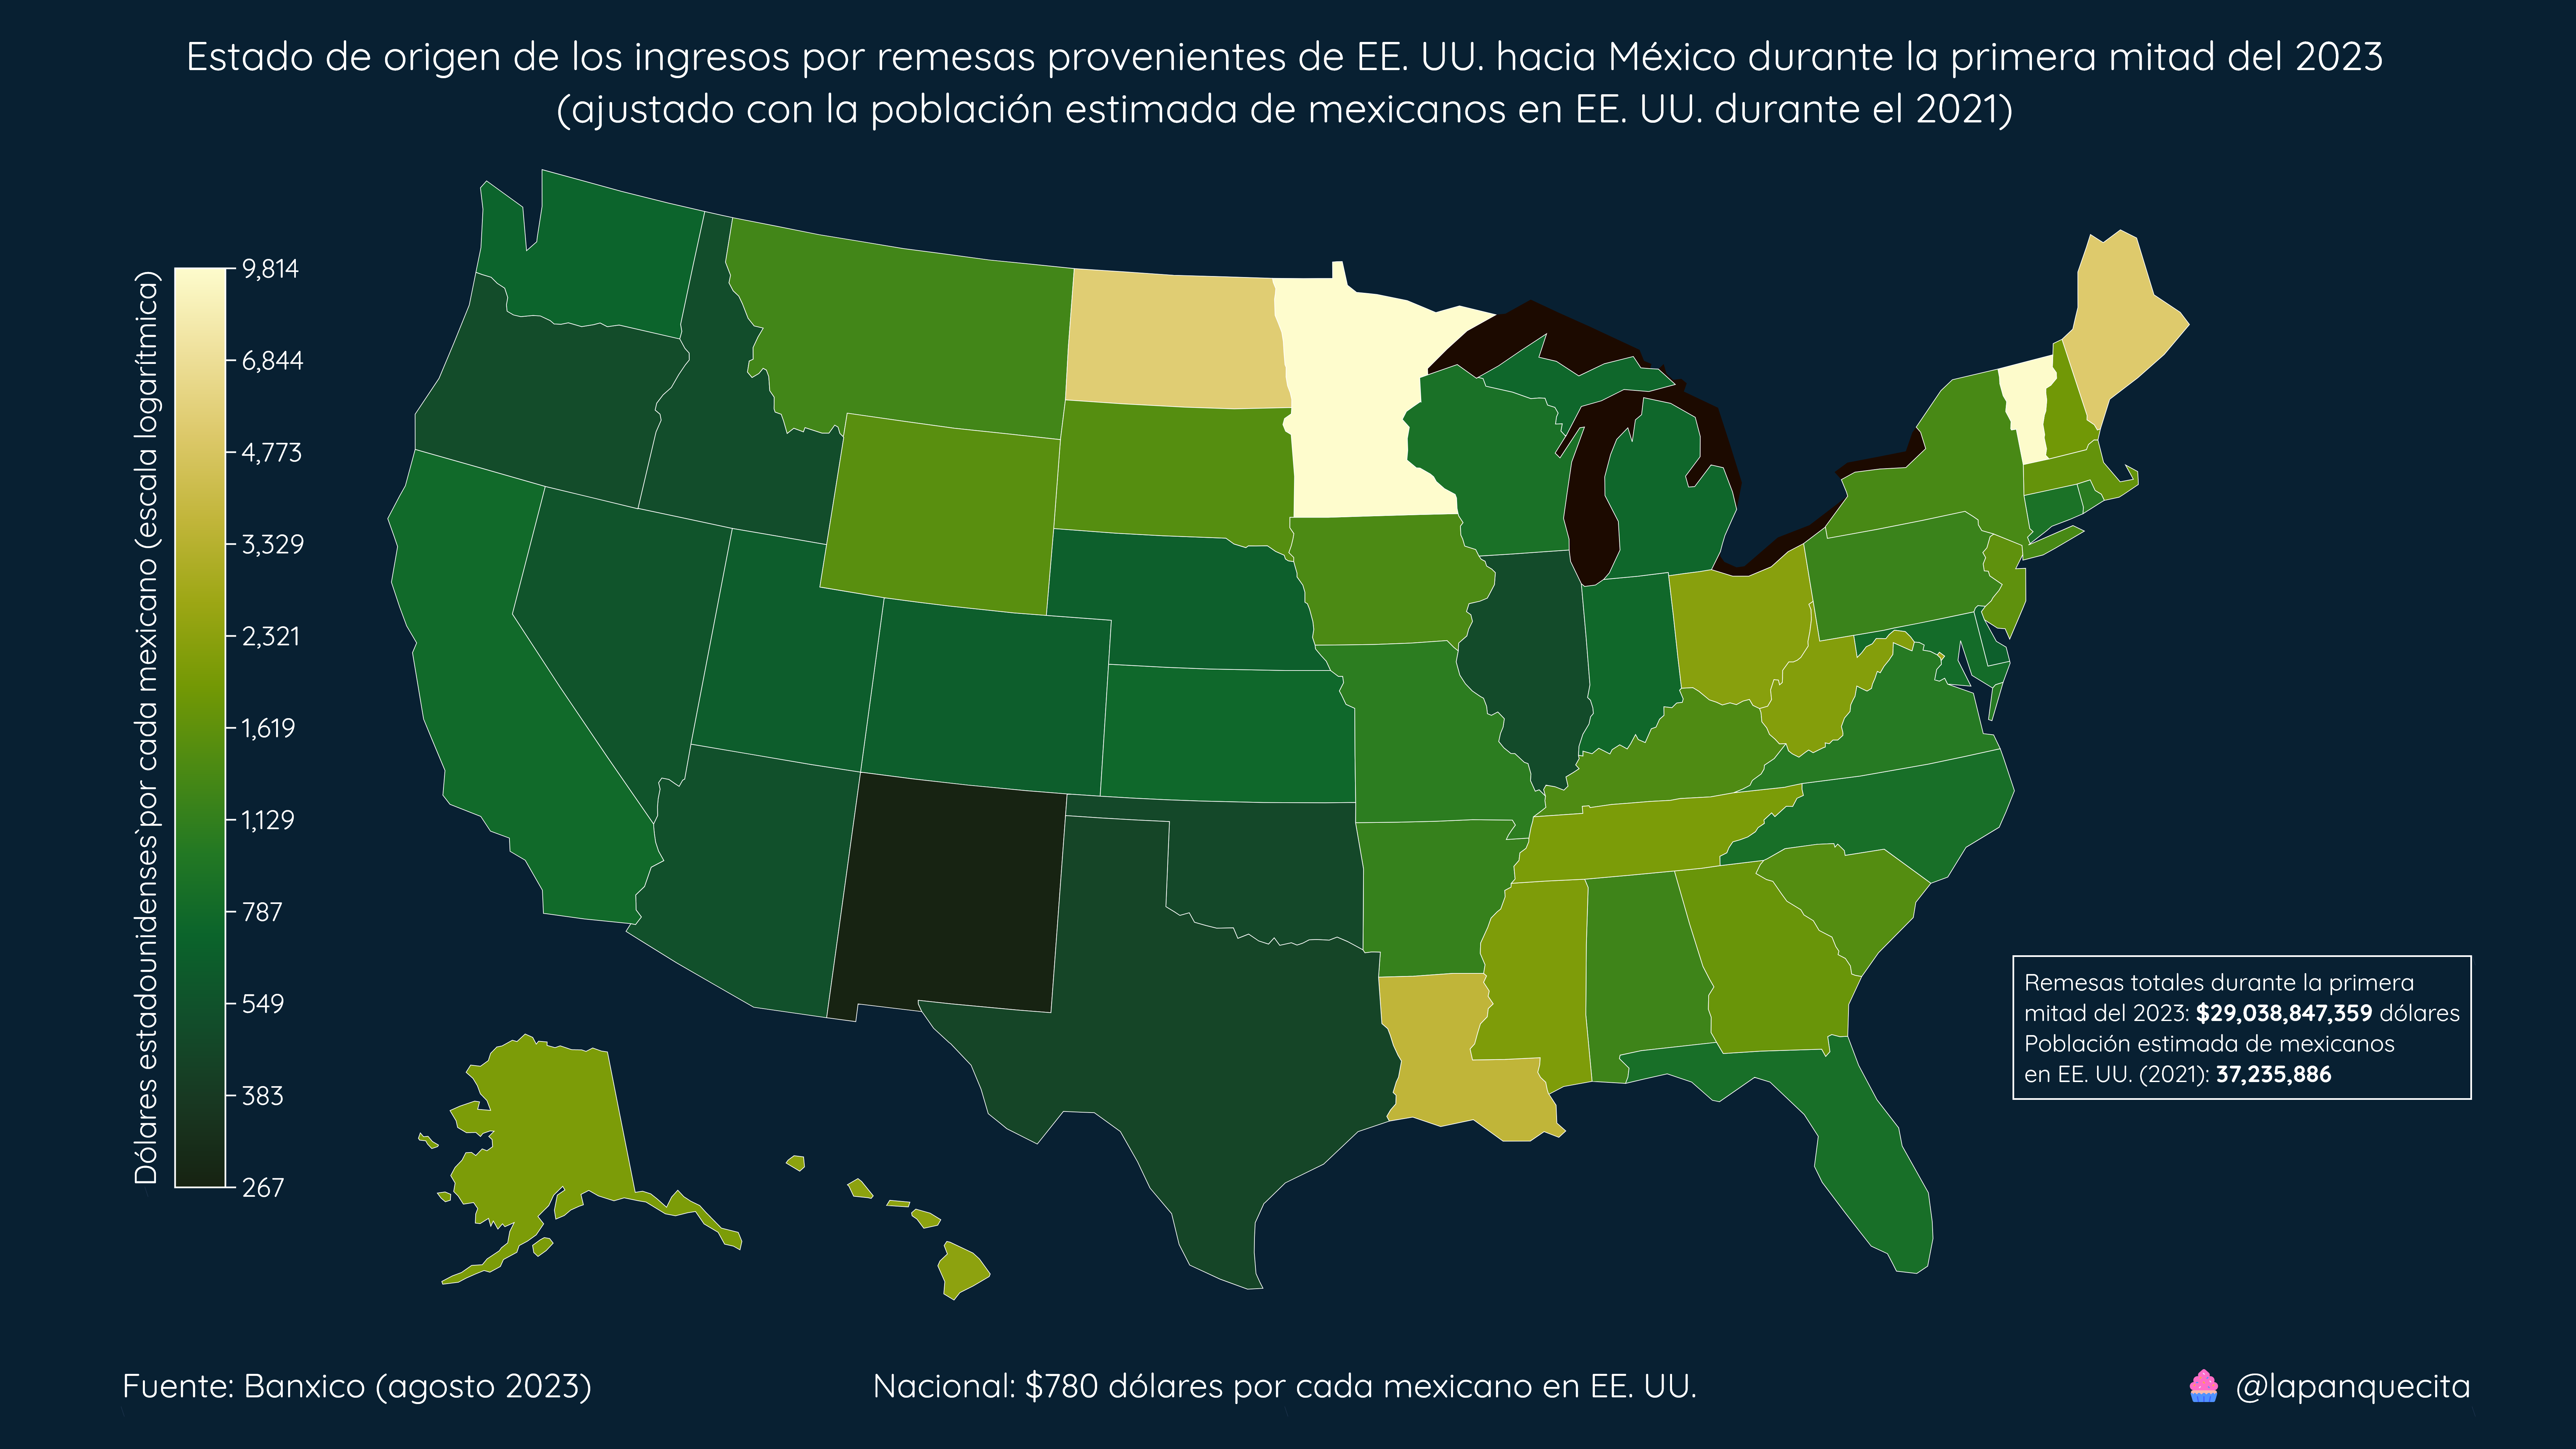 Estado de origen de los ingresos por remesas provenientes de EE. UU. hacia México durante la primera mitad del 2023
(ajustado con la población estimada de mexicanos en EE. UU. durante el 2021)
Dólares estadounidenses`por cada mexicano (escala logarítmica)
9,814
6,844
4,773
3,329
2,321
1,619
1,129
787
549
383
267
Remesas totales durante la primera
mitad del 2023: $29,038,847,359 dólares
Población estimada de mexicanos
en EE. UU. (2021): 37,235,886
Fuente: Banxico (agosto 2023)
Nacional: $780 dólares por cada mexicano en EE. UU.
@lapanquecita